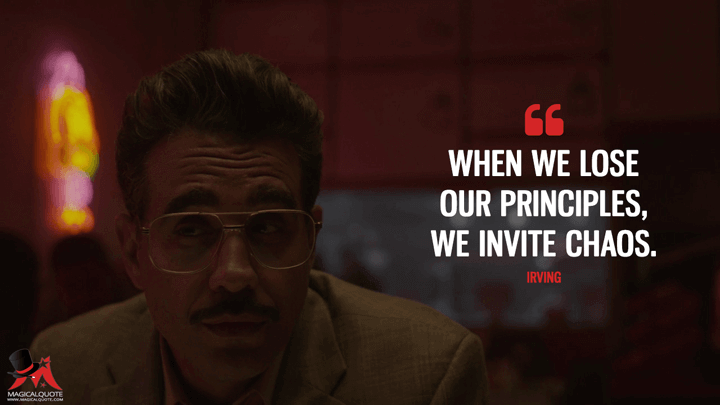 WHEN WE LOSE
OUR PRINCIPLES,
WE INVITE CHAOS.
IRVING
MAGICALQUOTE
WWW.MAGICALQUOTE.COM